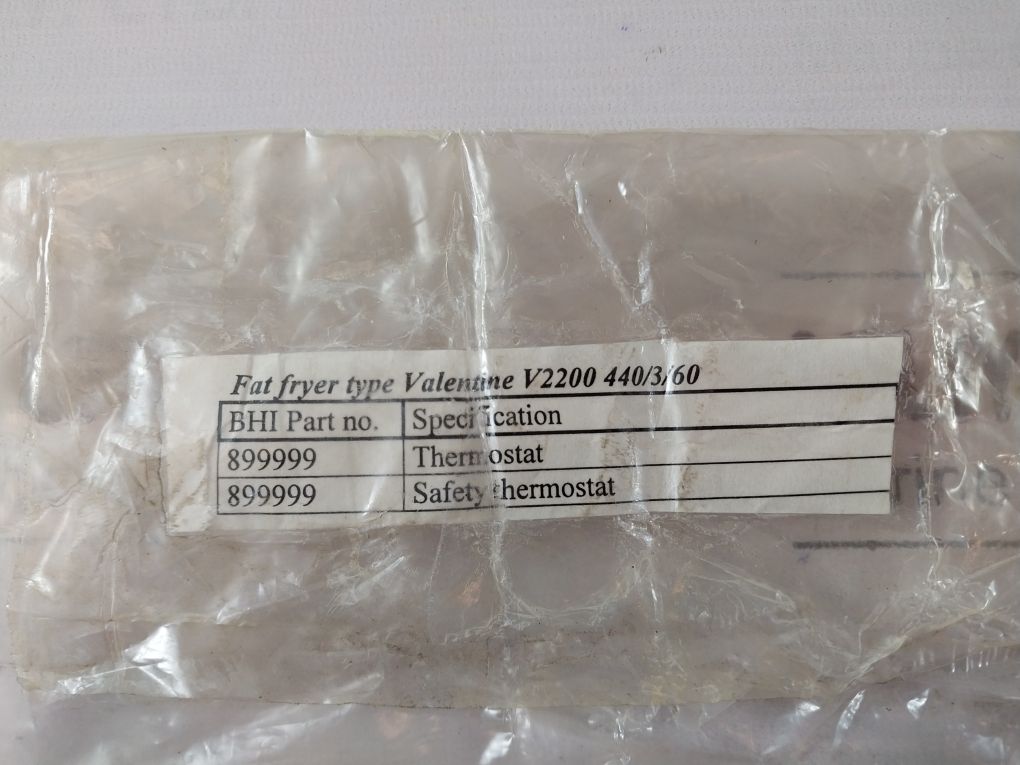 Fat fryer type Valentine V2200 440/3/60
BHI Part no. Specification
899999 Thermostat
899999 Safety thermostat